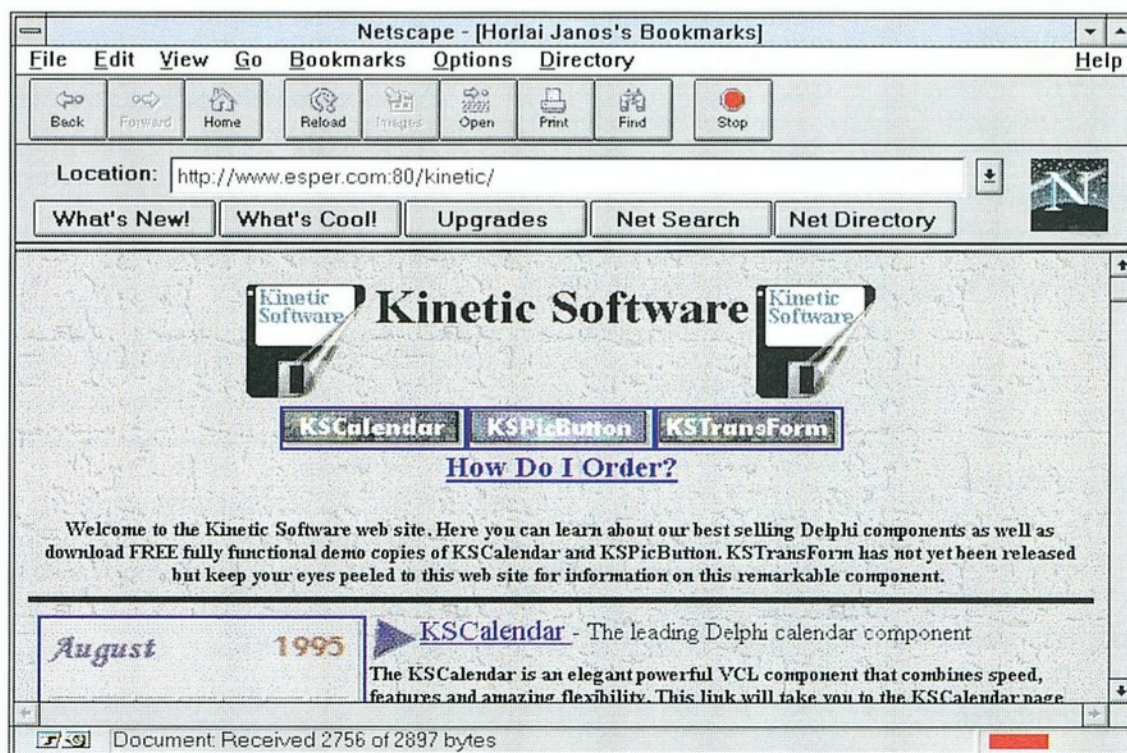 Netscape - [Horlai Janos's Bookmarks]
File Edit View Go Bookmarks Options Directory Help
Back Forward Home Reload Images Open Print Find Stop
Location: http://www.esper.com:80/kinetic/
N
What's New! What's Cool! Upgrades Net Search Net Directory
Kinetic Software
Kinetic Software
Kinetic Software
KSCalendar KSPicButton KSTransForm
How Do I Order?
Welcome to the Kinetic Software web site. Here you can learn about our best selling Delphi components as well as
download FREE fully functional demo copies of KSCalendar and KSPicButton. KSTransForm has not yet been released
but keep your eyes peeled to this web site for information on this remarkable component.
August 1995
KSCalendar - The leading Delphi calendar component
The KSCalendar is an elegant powerful VCL component that combines speed,
features and amazing flexibility. This link will take you to the KSCalendar page
Document: Received 2756 of 2897 bytes